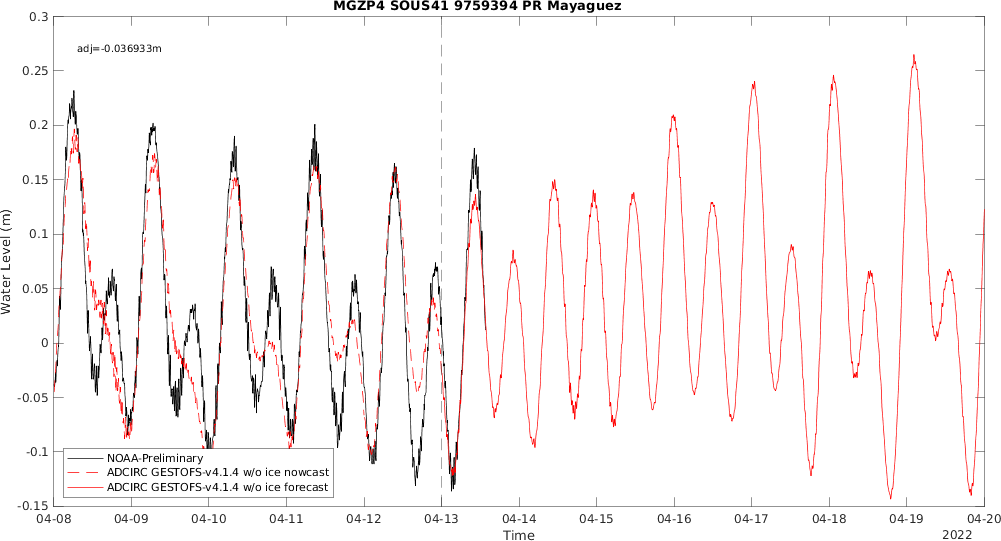 MGZP4 SOUS41 9759394 PR Mayaguez
adj=-0.036933m
0.3
0.25
0.2
0.15
0.1
0.05
0
-0.05
-0.1
-0.15
Water Level (m)
NOAA-Preliminary
ADCIRC GESTOFS-v4.1.4 w/o ice nowcast
ADCIRC GESTOFS-v4.1.4 w/o ice forecast
04-08 04-09 04-10 04-11 04-12 04-13 04-14 04-15 04-16 04-17 04-18 04-19 04-20
Time
2022